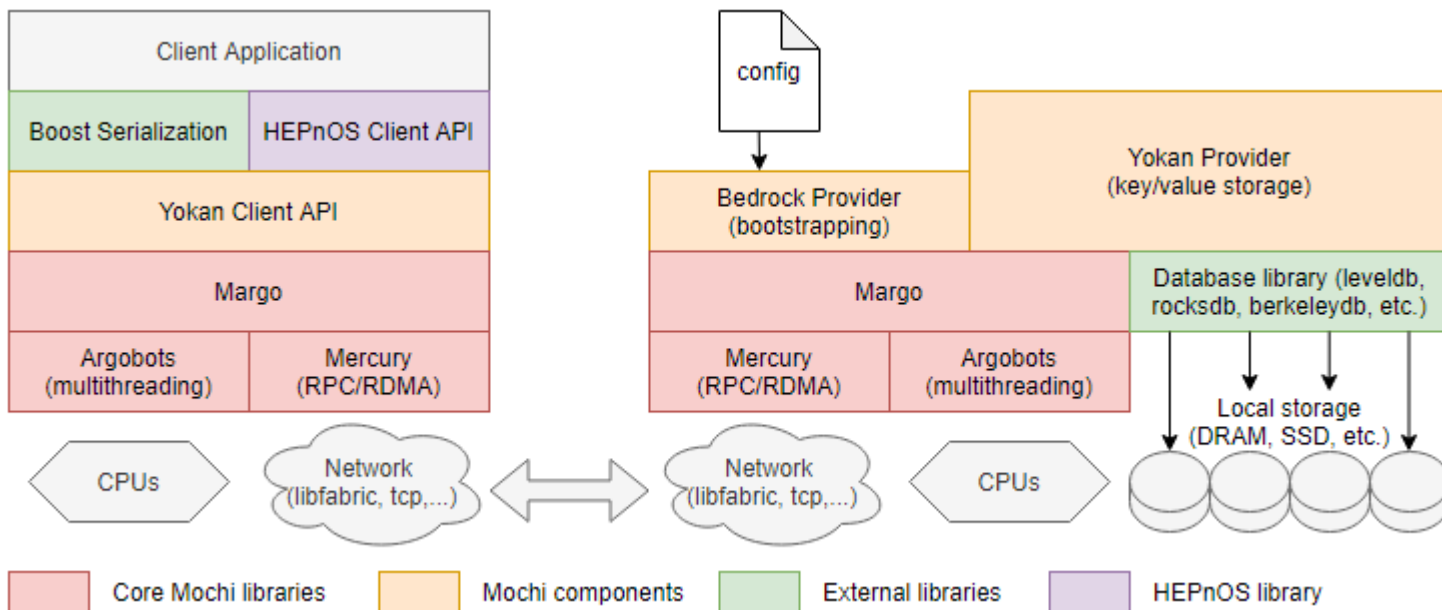 Client Application
Boost Serialization
HEPnOS Client API
Yokan Client API
Margo
Argobots
(multithreading)
Mercury
(RPC/RDMA)
CPUs
Network
(libfabric, tcp,...)
config
Bedrock Provider
(bootstrapping)
Yokan Provider
(key/value storage)
Margo
Database library (leveldb,
rocksdb, berkeleydb, etc.)
Mercury
(RPC/RDMA)
Argobots
(multithreading)
Local storage
(DRAM, SSD, etc.)
Network
(libfabric, tcp,...)
CPUs
Core Mochi libraries
Mochi components
External libraries
HEPnOS library